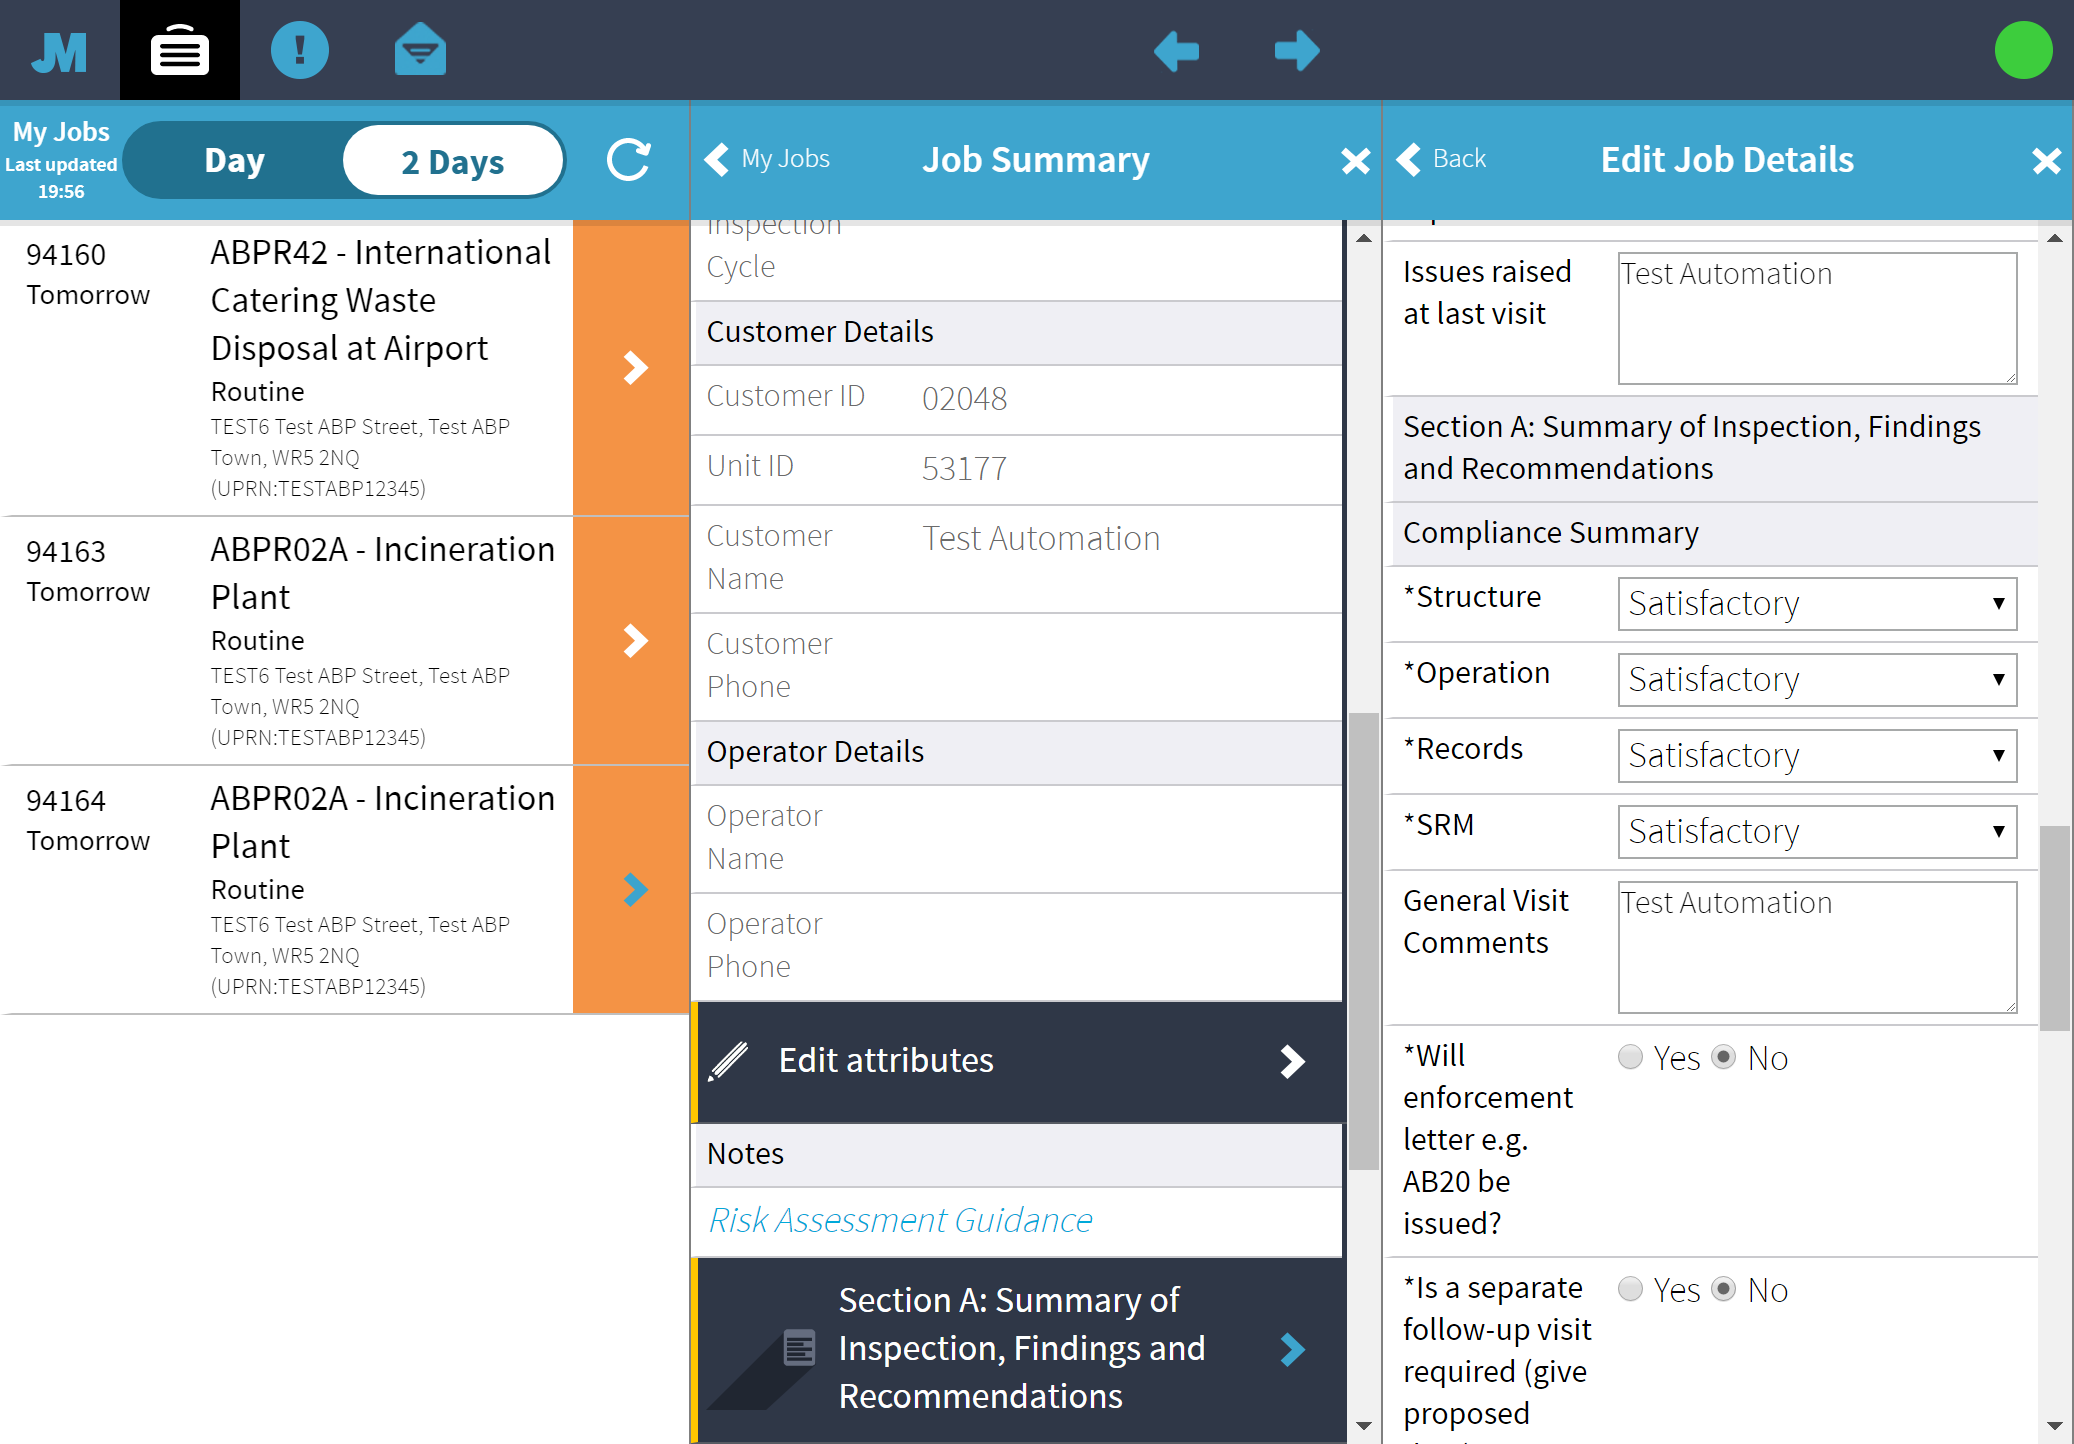 JM
My Jobs
Last updated
19:56
Day
2 Days
My Jobs
Job Summary
Back
Edit Job Details
94160
Tomorrow
ABPR42 - International
Catering Waste
Disposal at Airport
Routine
TEST6 Test ABP Street, Test ABP
Town, WR5 2NQ
(UPRN:TESTABP12345)
94163
Tomorrow
ABPR02A - Incineration
Plant
Routine
TEST6 Test ABP Street, Test ABP
Town, WR5 2NQ
(UPRN:TESTABP12345)
94164
Tomorrow
ABPR02A - Incineration
Plant
Routine
TEST6 Test ABP Street, Test ABP
Town, WR5 2NQ
(UPRN:TESTABP12345)
Inspection
Cycle
Customer Details
Customer ID 02048
Unit ID 53177
Customer Test Automation
Name
Customer
Phone
Operator Details
Operator
Name
Operator
Phone
Edit attributes
Notes
Risk Assessment Guidance
Section A: Summary of
Inspection, Findings and
Recommendations
Issues raised Test Automation
at last visit
Section A: Summary of Inspection, Findings
and Recommendations
Compliance Summary
*Structure Satisfactory
*Operation Satisfactory
*Records Satisfactory
*SRM Satisfactory
General Visit Test Automation
Comments
*Will Yes No
enforcement
letter e.g.
AB20 be
issued?
*Is a separate Yes No
follow-up visit
required (give
proposed